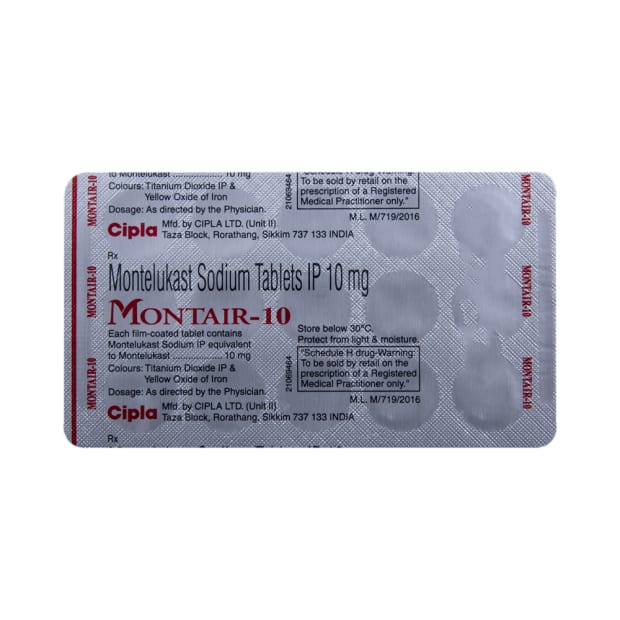 to Montelukast .................. 10 mg
Colours: Titanium Dioxide IP &
Yellow Oxide of Iron
Dosage: As directed by the Physician.
Cipla
Mfd. by CIPLA LTD. (Unit II)
Taza Block, Rorathang, Sikkim 737 133 INDIA
21069464
"Schedule H drug-Warning:
To be sold by retail on the
prescription of a Registered
Medical Practitioner only."
M.L. M/719/2016
MONTAIR-10
MONTAIR-10
Rx
Montelukast Sodium Tablets IP 10 mg
MONTAIR-10
Each film-coated tablet contains
Montelukast Sodium IP equivalent
to Montelukast .................. 10 mg
Colours: Titanium Dioxide IP &
Yellow Oxide of Iron
Dosage: As directed by the Physician.
Cipla
Mfd. by CIPLA LTD. (Unit II)
Taza Block, Rorathang, Sikkim 737 133 INDIA
Store below 30°C.
Protect from light & moisture.
21069464
"Schedule H drug-Warning:
To be sold by retail on the
prescription of a Registered
Medical Practitioner only."
M.L. M/719/2016
MONTAIR-10
MONTAIR-10
MONTAIR-10
MONTAIR-10
Rx